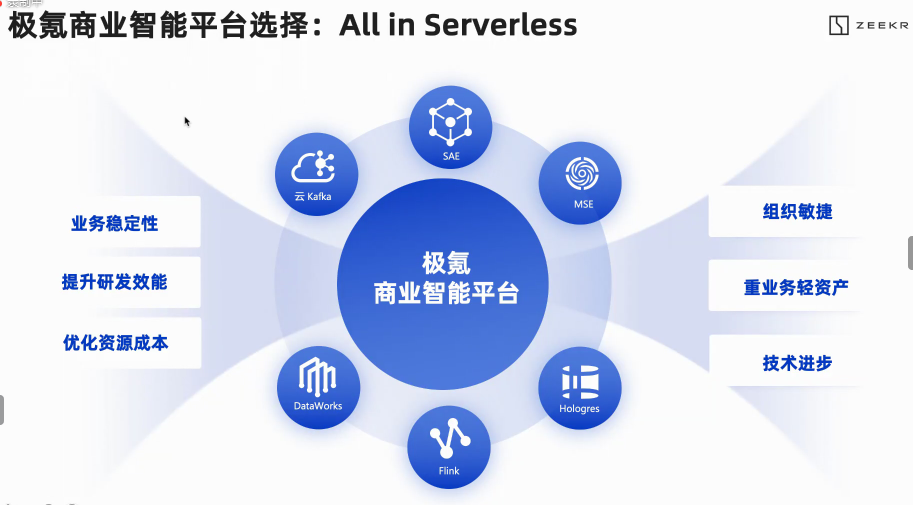 极氪商业智能平台选择：All in Serverless
ZEEKR
SAE
云 Kafka
MSE
业务稳定性
提升研发效能
优化资源成本
极氪
商业智能平台
组织敏捷
重业务轻资产
技术进步
DataWorks
Hologres
Flink